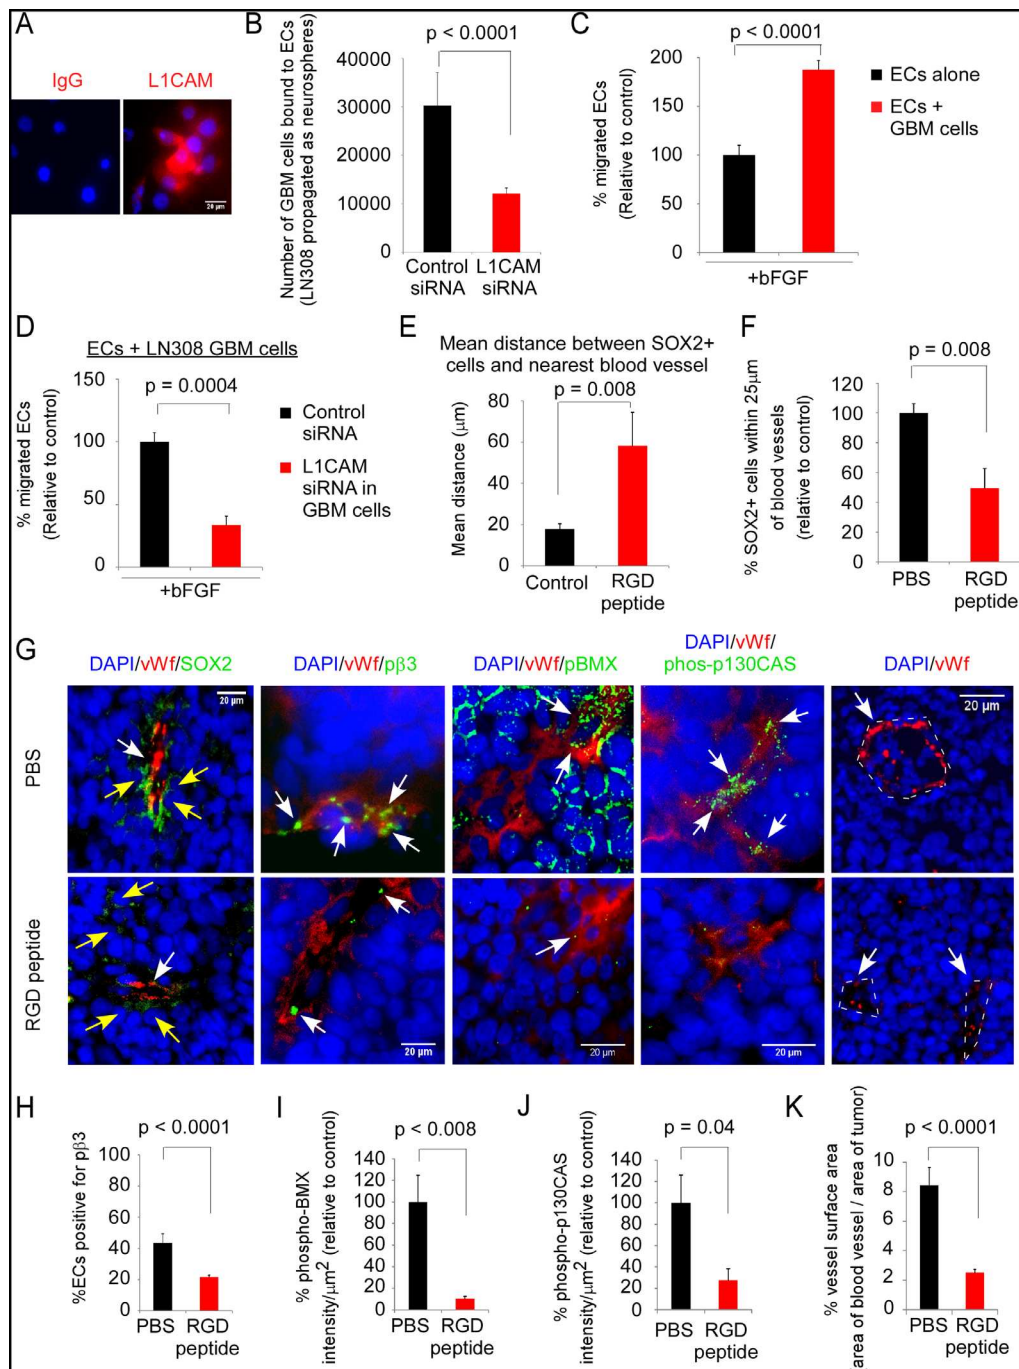 A
IgG
L1CAM
20 µm
B
p < 0.0001
Number of GBM cells bound to ECs
(LN308 propagated as neurospheres)
40000
30000
20000
10000
0
Control
siRNA
L1CAM
siRNA
C
p < 0.0001
% migrated ECs
(Relative to control)
200
150
100
50
0
+bFGF
ECs alone
ECs +
GBM cells
D
ECs + LN308 GBM cells
p = 0.0004
% migrated ECs
(Relative to control)
150
100
50
0
+bFGF
Control
siRNA
L1CAM
siRNA in
GBM cells
E
Mean distance between SOX2+
cells and nearest blood vessel
p = 0.008
Mean distance (µm)
80
60
40
20
0
Control
RGD
peptide
F
p = 0.008
% SOX2+ cells within 25µm
of blood vessels
(relative to control)
120
100
80
60
40
20
0
PBS
RGD
peptide
G
DAPI/vWf/SOX2
DAPI/vWf/pβ3
DAPI/vWf/pBMX
DAPI/vWf/
phos-p130CAS
DAPI/vWf
PBS
20 µm
20 µm
RGD peptide
20 µm
20 µm
20 µm
H
p < 0.0001
%ECs positive for pβ3
80
60
40
20
0
PBS
RGD
peptide
I
p < 0.008
% phospho-BMX
intensity/µm² (relative to control)
140
120
100
80
60
40
20
0
PBS
RGD
peptide
J
p = 0.04
% phospho-p130CAS
intensity/µm² (relative to control)
140
120
100
80
60
40
20
0
PBS
RGD
peptide
K
p < 0.0001
% vessel surface area
area of blood vessel / area of tumor)
10
8
6
4
2
0
PBS
RGD
peptide